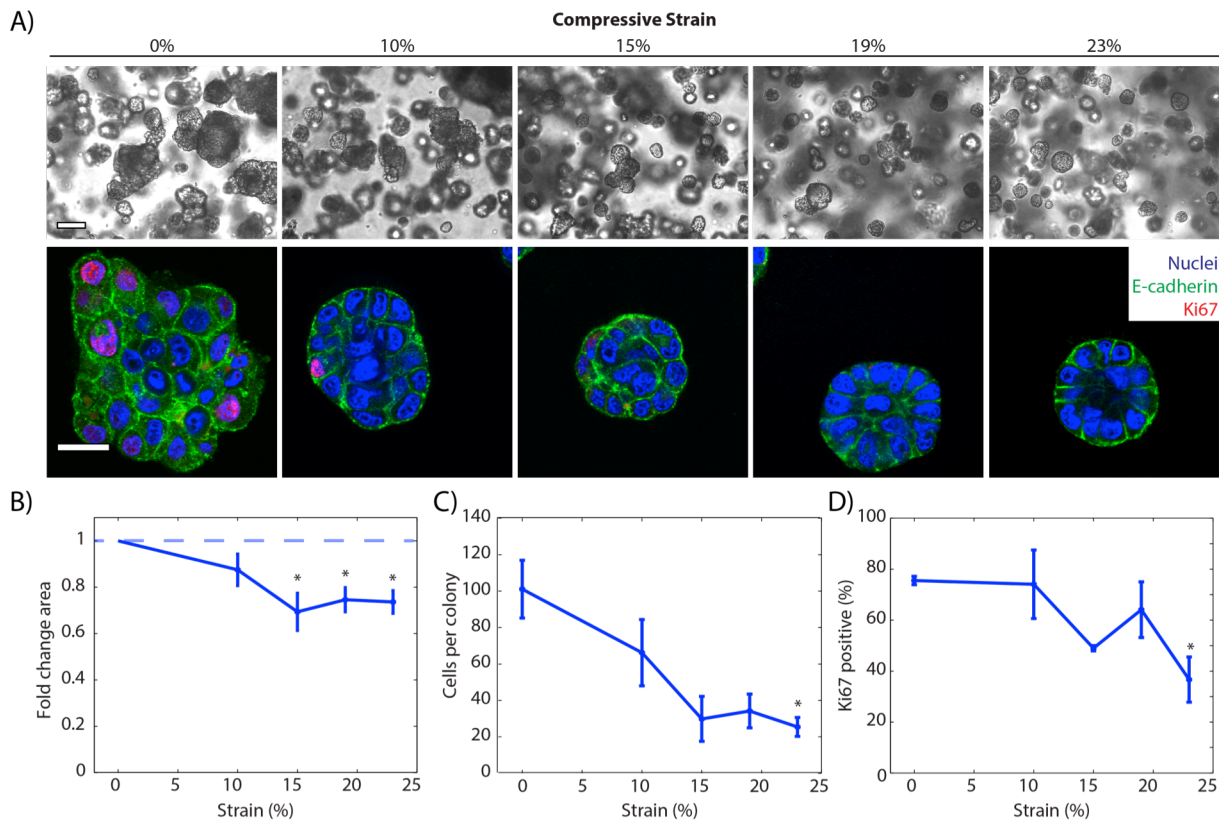 A)
Compressive Strain
0% 10% 15% 19% 23%
Nuclei
E-cadherin
Ki67
B)
Fold change area
1
0.8
0.6
0.4
0.2
0
* * *
0 5 10 15 20 25
Strain (%)
C)
Cells per colony
140
120
100
80
60
40
20
0
*
0 5 10 15 20 25
Strain (%)
D)
Ki67 positive (%)
100
80
60
40
20
0
*
0 5 10 15 20 25
Strain (%)